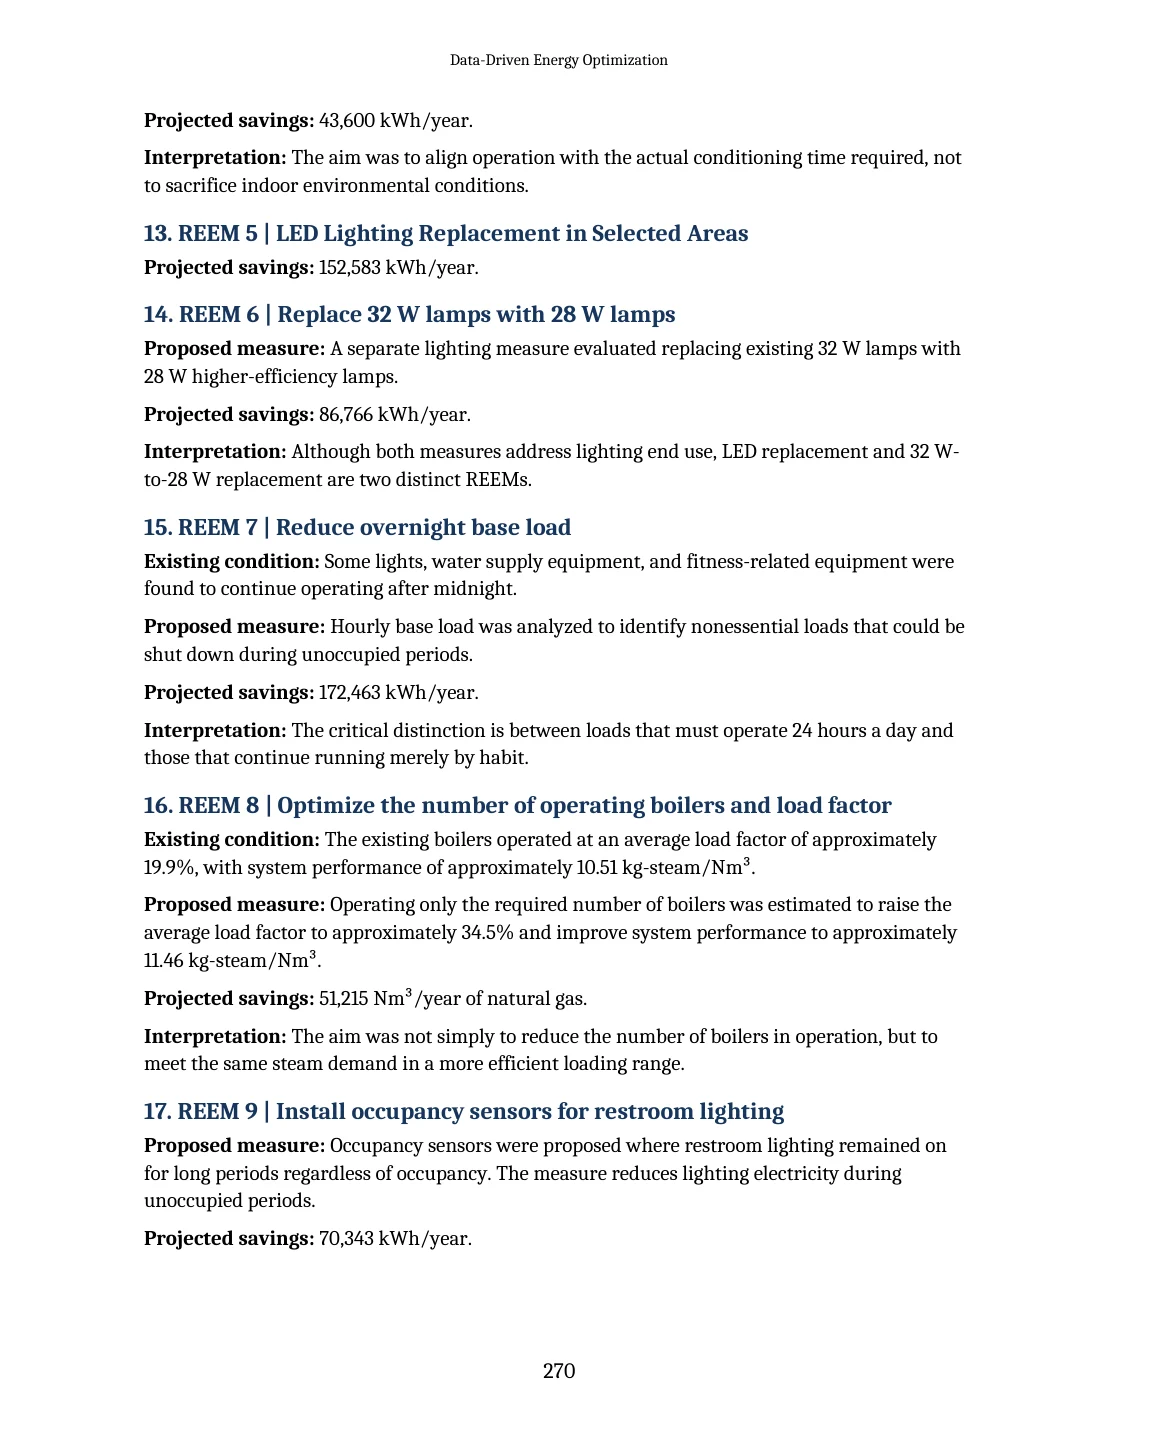 Data-Driven Energy Optimization
Projected savings: 43,600 kWh/year.
Interpretation: The aim was to align operation with the actual conditioning time required, not
to sacrifice indoor environmental conditions.
13. REEM 5 | LED Lighting Replacement in Selected Areas
Projected savings: 152,583 kWh/year.
14. REEM 6 | Replace 32 W lamps with 28 W lamps
Proposed measure: A separate lighting measure evaluated replacing existing 32 W lamps with
28 W higher-efficiency lamps.
Projected savings: 86,766 kWh/year.
Interpretation: Although both measures address lighting end use, LED replacement and 32 W-
to-28 W replacement are two distinct REEMs.
15. REEM 7 | Reduce overnight base load
Existing condition: Some lights, water supply equipment, and fitness-related equipment were
found to continue operating after midnight.
Proposed measure: Hourly base load was analyzed to identify nonessential loads that could be
shut down during unoccupied periods.
Projected savings: 172,463 kWh/year.
Interpretation: The critical distinction is between loads that must operate 24 hours a day and
those that continue running merely by habit.
16. REEM 8 | Optimize the number of operating boilers and load factor
Existing condition: The existing boilers operated at an average load factor of approximately
19.9%, with system performance of approximately 10.51 kg-steam/Nm³.
Proposed measure: Operating only the required number of boilers was estimated to raise the
average load factor to approximately 34.5% and improve system performance to approximately
11.46 kg-steam/Nm³.
Projected savings: 51,215 Nm³/year of natural gas.
Interpretation: The aim was not simply to reduce the number of boilers in operation, but to
meet the same steam demand in a more efficient loading range.
17. REEM 9 | Install occupancy sensors for restroom lighting
Proposed measure: Occupancy sensors were proposed where restroom lighting remained on
for long periods regardless of occupancy. The measure reduces lighting electricity during
unoccupied periods.
Projected savings: 70,343 kWh/year.
270